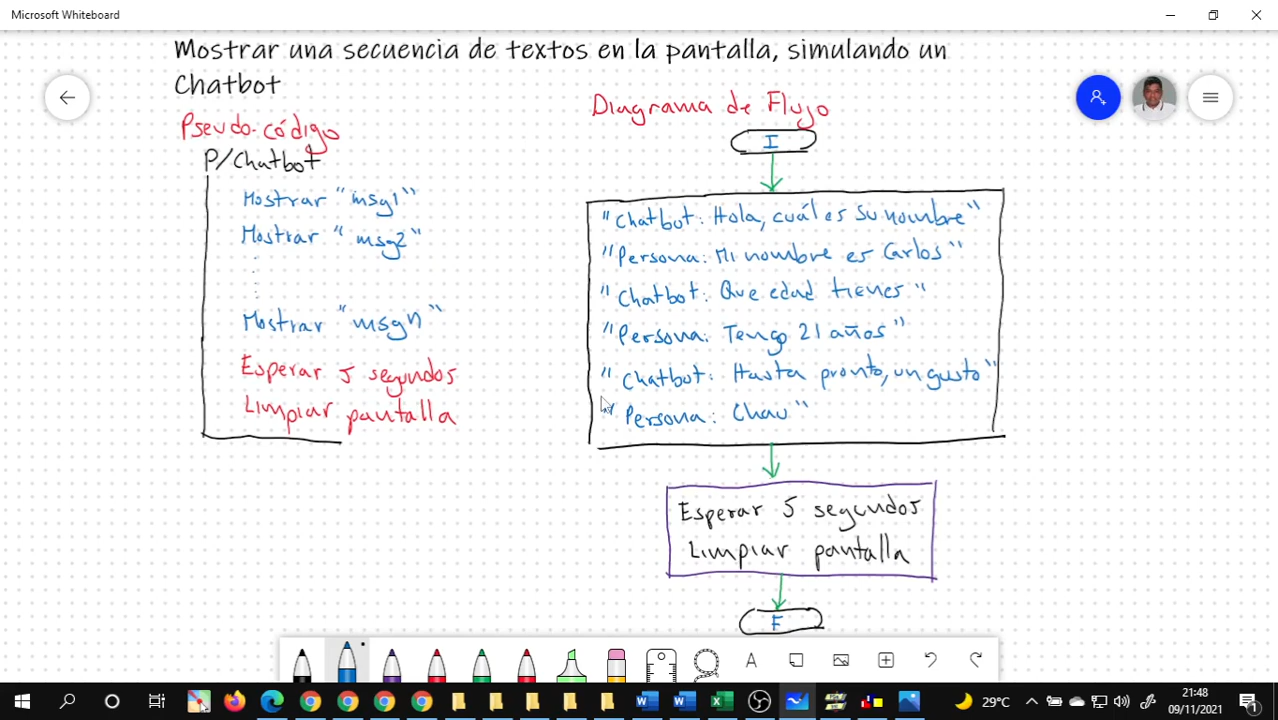 Microsoft Whiteboard
Mostrar una secuencia de textos en la pantalla, simulando un
Chatbot
Pseudo-código
P/Chatbot
Mostrar "msg1"
Mostrar "msg2"
Mostrar "msgn"
Esperar 5 segundos
Limpiar pantalla
Diagrama de Flujo
I
"Chatbot: Hola, cuál es su nombre"
"Persona: Mi nombre es Carlos"
"Chatbot: Que edad tienes"
"Persona: Tengo 21 años"
"Chatbot: Hasta pronto, un gusto"
"Persona: Chau"
Esperar 5 segundos
Limpiar pantalla
F
29°C
21:48
09/11/2021